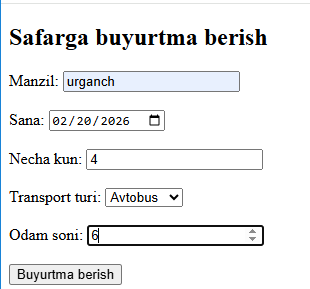 Safarga buyurtma berish
Manzil: urganch
Sana: 02/20/2026
Necha kun: 4
Transport turi: Avtobus
Odam soni: 6
Buyurtma berish